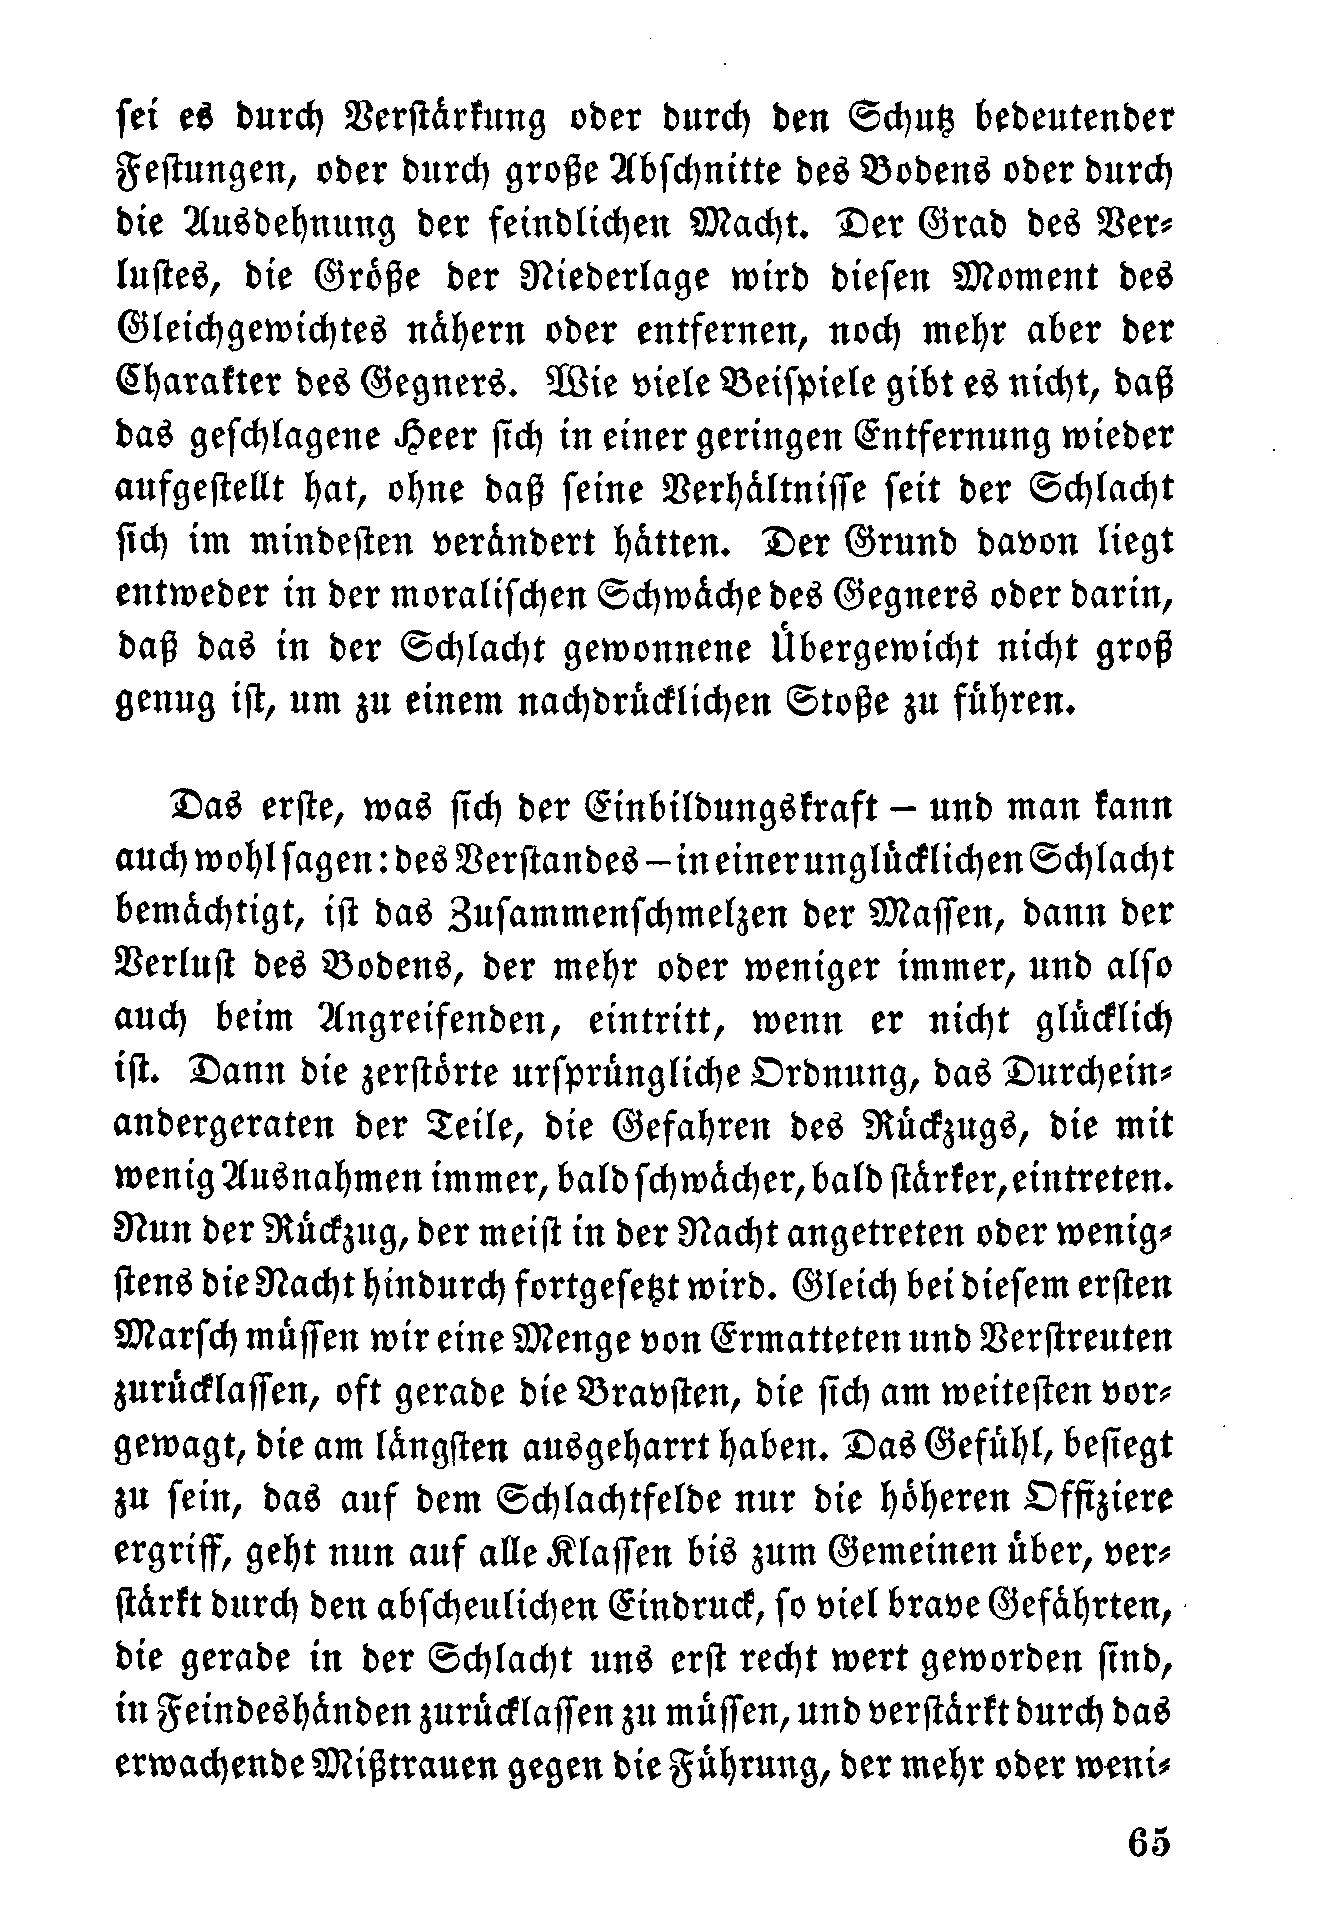 sei es durch Verstärkung oder durch den Schutz bedeutender
Festungen, oder durch große Abschnitte des Bodens oder durch
die Ausdehnung der feindlichen Macht. Der Grad des Ver-
lustes, die Größe der Niederlage wird diesen Moment des
Gleichgewichtes nähern oder entfernen, noch mehr aber der
Charakter des Gegners. Wie viele Beispiele gibt es nicht, daß
das geschlagene Heer sich in einer geringen Entfernung wieder
aufgestellt hat, ohne daß seine Verhältnisse seit der Schlacht
sich im mindesten verändert hätten. Der Grund davon liegt
entweder in der moralischen Schwäche des Gegners oder darin,
daß das in der Schlacht gewonnene Übergewicht nicht groß
genug ist, um zu einem nachdrücklichen Stoße zu führen.
Das erste, was sich der Einbildungskraft – und man kann
auch wohl sagen: des Verstandes – in einer unglücklichen Schlacht
bemächtigt, ist das Zusammenschmelzen der Massen, dann der
Verlust des Bodens, der mehr oder weniger immer, und also
auch beim Angreifenden, eintritt, wenn er nicht glücklich
ist. Dann die zerstörte ursprüngliche Ordnung, das Durchein-
andergeraten der Teile, die Gefahren des Rückzugs, die mit
wenig Ausnahmen immer, bald schwächer, bald stärker, eintreten.
Nun der Rückzug, der meist in der Nacht angetreten oder wenig-
stens die Nacht hindurch fortgesetzt wird. Gleich bei diesem ersten
Marsch müssen wir eine Menge von Ermatteten und Verstreuten
zurücklassen, oft gerade die Bravsten, die sich am weitesten vor-
gewagt, die am längsten ausgeharrt haben. Das Gefühl, besiegt
zu sein, das auf dem Schlachtfelde nur die höheren Offiziere
ergriff, geht nun auf alle Klassen bis zum Gemeinen über, ver-
stärkt durch den abscheulichen Eindruck, so viel brave Gefährten,
die gerade in der Schlacht uns erst recht wert geworden sind,
in Feindeshänden zurücklassen zu müssen, und verstärkt durch das
erwachende Mißtrauen gegen die Führung, der mehr oder weni-
65